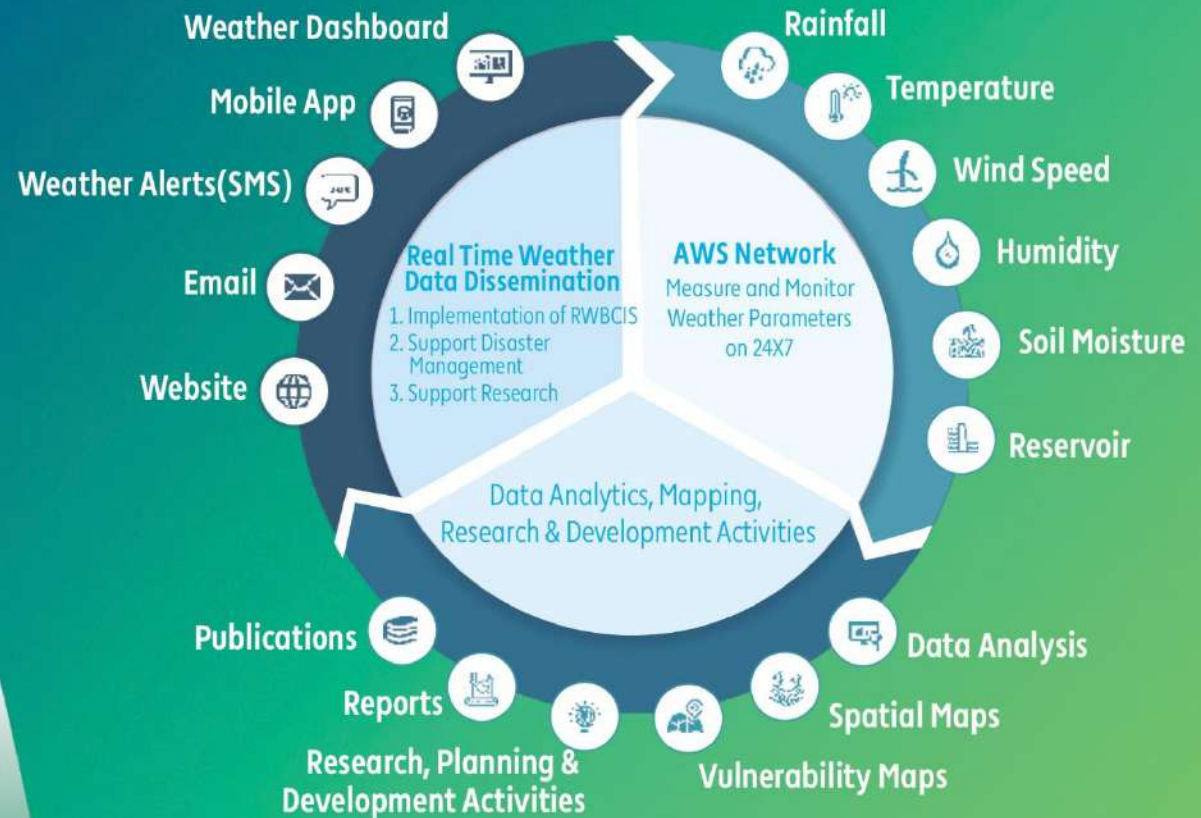 Weather Dashboard
Mobile App
Weather Alerts(SMS)
Email
Website
Real Time Weather
Data Dissemination
1. Implementation of RWBCIS
2. Support Disaster
Management
3. Support Research
Rainfall
Temperature
Wind Speed
Humidity
Soil Moisture
Reservoir
AWS Network
Measure and Monitor
Weather Parameters
on 24X7
Data Analytics, Mapping,
Research & Development Activities
Data Analysis
Spatial Maps
Vulnerability Maps
Research, Planning &
Development Activities
Reports
Publications